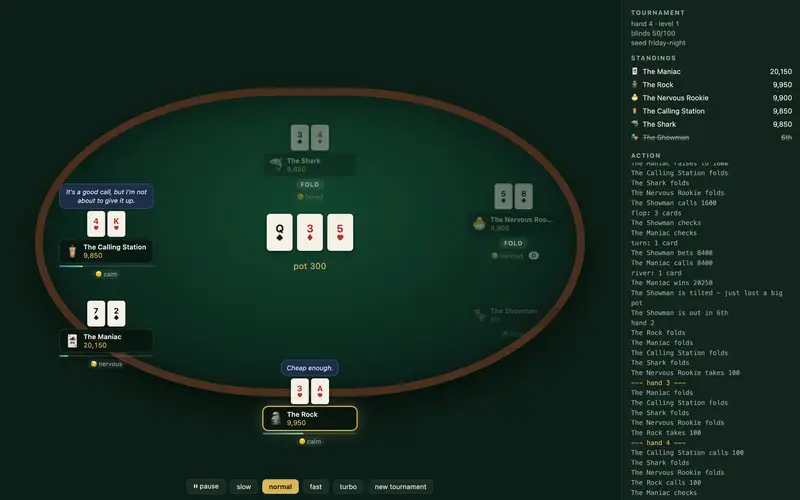 TOURNAMENT
hand 4 · level 1
blinds 50/100
seed friday-night
STANDINGS
The Maniac 20,150
The Rock 9,950
The Nervous Rookie 9,900
The Calling Station 9,850
The Shark 9,850
The Showman 6th
ACTION
The Maniac raises to 1600
The Calling Station folds
The Shark folds
The Nervous Rookie folds
The Showman calls 1600
flop: 3 cards
The Showman checks
The Maniac checks
turn: 1 card
The Showman bets 8400
The Maniac calls 8400
river: 1 card
The Maniac wins 20250
The Showman is tilted - just lost a big
pot
The Showman is out in 6th
hand 2
The Rock folds
The Maniac folds
The Calling Station folds
The Shark folds
The Nervous Rookie takes 100
--- hand 3 ---
The Maniac folds
The Calling Station folds
The Shark folds
The Nervous Rookie folds
The Rock takes 100
--- hand 4 ---
The Calling Station calls 100
The Shark folds
The Nervous Rookie folds
The Rock calls 100
The Maniac checks
3 4
The Shark
9,850
FOLD
bored
It's a good call, but I'm not
about to give it up.
4 K
The Calling Station
9,850
calm
Q 3 5
pot 300
5 8
The Nervous Roo...
9,900
FOLD
D
The Showman
7 2
The Maniac
20,150
nervous
Cheap enough.
3 A
The Rock
9,950
calm
pause
slow
normal
fast
turbo
new tournament